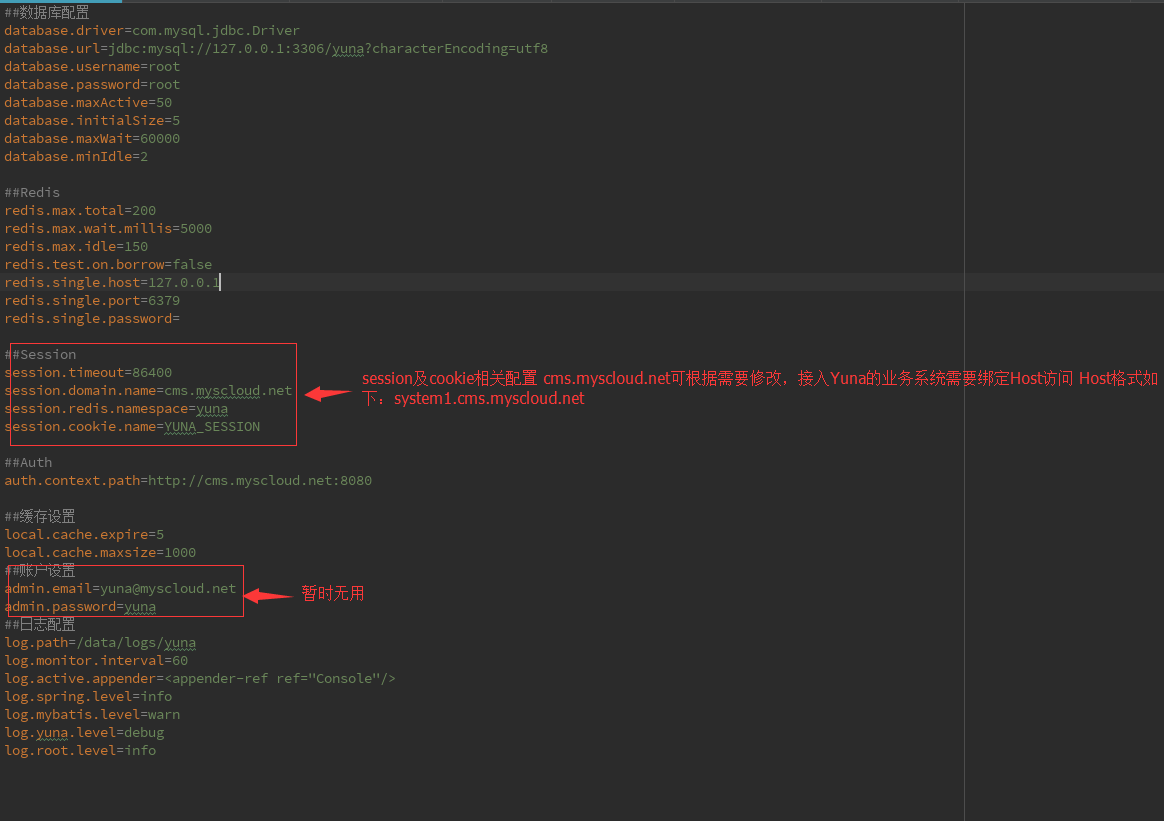 ##数据库配置
database.driver=com.mysql.jdbc.Driver
database.url=jdbc:mysql://127.0.0.1:3306/yuna?characterEncoding=utf8
database.username=root
database.password=root
database.maxActive=50
database.initialSize=5
database.maxWait=60000
database.minIdle=2
##Redis
redis.max.total=200
redis.max.wait.millis=5000
redis.max.idle=150
redis.test.on.borrow=false
redis.single.host=127.0.0.1
redis.single.port=6379
redis.single.password=
##Session
session.timeout=86400
session.domain.name=cms.myscloud.net
session.redis.namespace=yuna
session.cookie.name=YUNA_SESSION
session及cookie相关配置 cms.myscloud.net可根据需要修改，接入Yuna的业务系统需要绑定Host访问 Host格式如
下：system1.cms.myscloud.net
##Auth
auth.context.path=http://cms.myscloud.net:8080
##缓存设置
local.cache.expire=5
local.cache.maxsize=1000
##账户设置
admin.email=yuna@myscloud.net
admin.password=yuna
暂时无用
##日志配置
log.path=/data/logs/yuna
log.monitor.interval=60
log.active.appender=<appender-ref ref="Console"/>
log.spring.level=info
log.mybatis.level=warn
log.yuna.level=debug
log.root.level=info